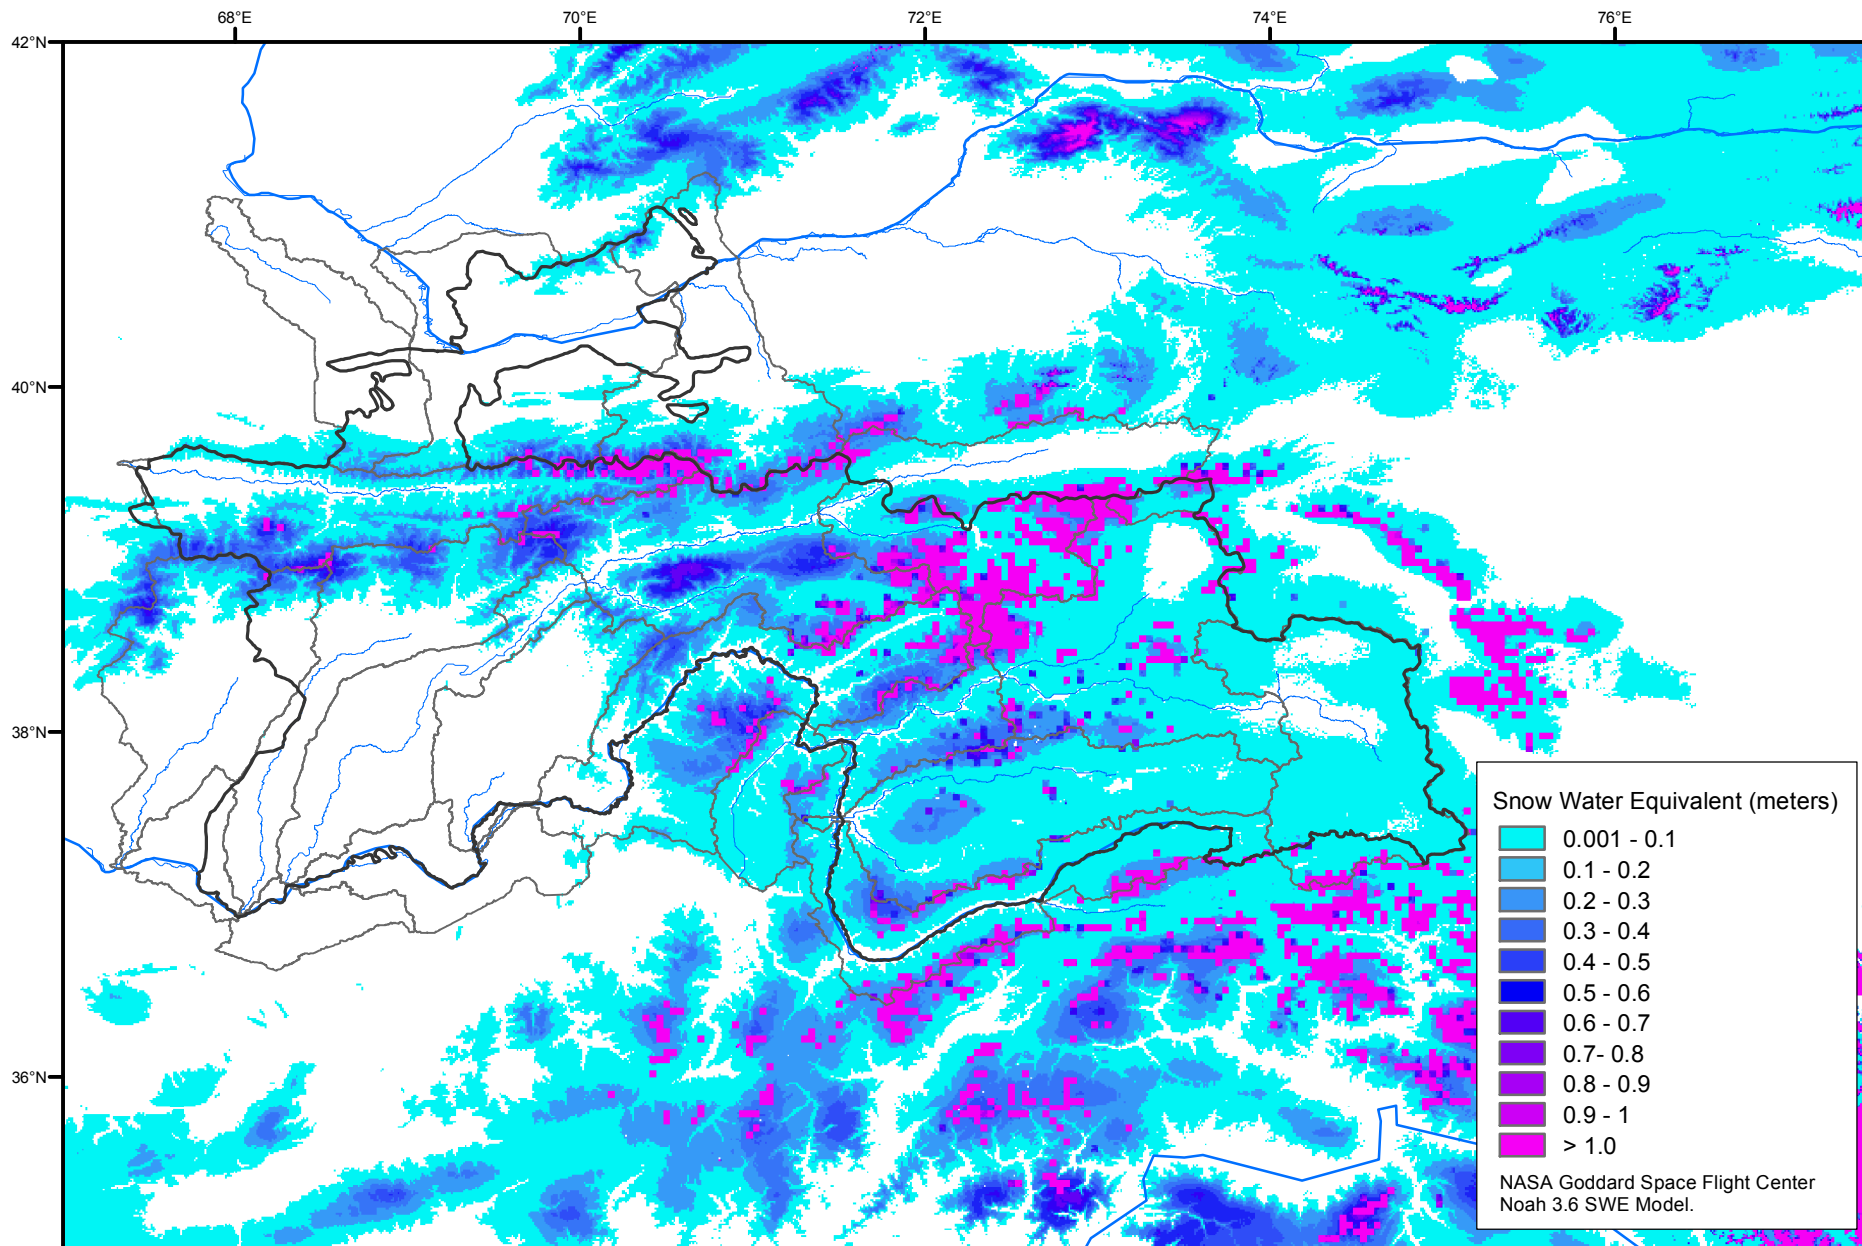 68°E
70°E
72°E
74°E
76°E
42°N
40°N
38°N
36°N
Snow Water Equivalent (meters)
0.001 - 0.1
0.1 - 0.2
0.2 - 0.3
0.3 - 0.4
0.4 - 0.5
0.5 - 0.6
0.6 - 0.7
0.7- 0.8
0.8 - 0.9
0.9 - 1
> 1.0
NASA Goddard Space Flight Center
Noah 3.6 SWE Model.